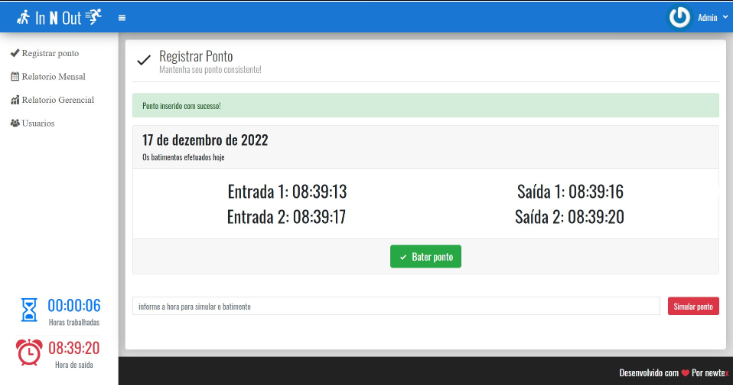 In N Out
Admin
Registrar ponto
Relatorio Mensal
Relatorio Gerencial
Usuarios
Registrar Ponto
Mantenha seu ponto consistente!
Ponto inserido com sucesso!
17 de dezembro de 2022
Os batimentos efetuados hoje
Entrada 1: 08:39:13
Saída 1: 08:39:16
Entrada 2: 08:39:17
Saída 2: 08:39:20
Bater ponto
informe a hora para simular o batimento
Simular ponto
00:00:06
Horas trabalhadas
08:39:20
Hora de saida
Desenvolvido com Por newtex